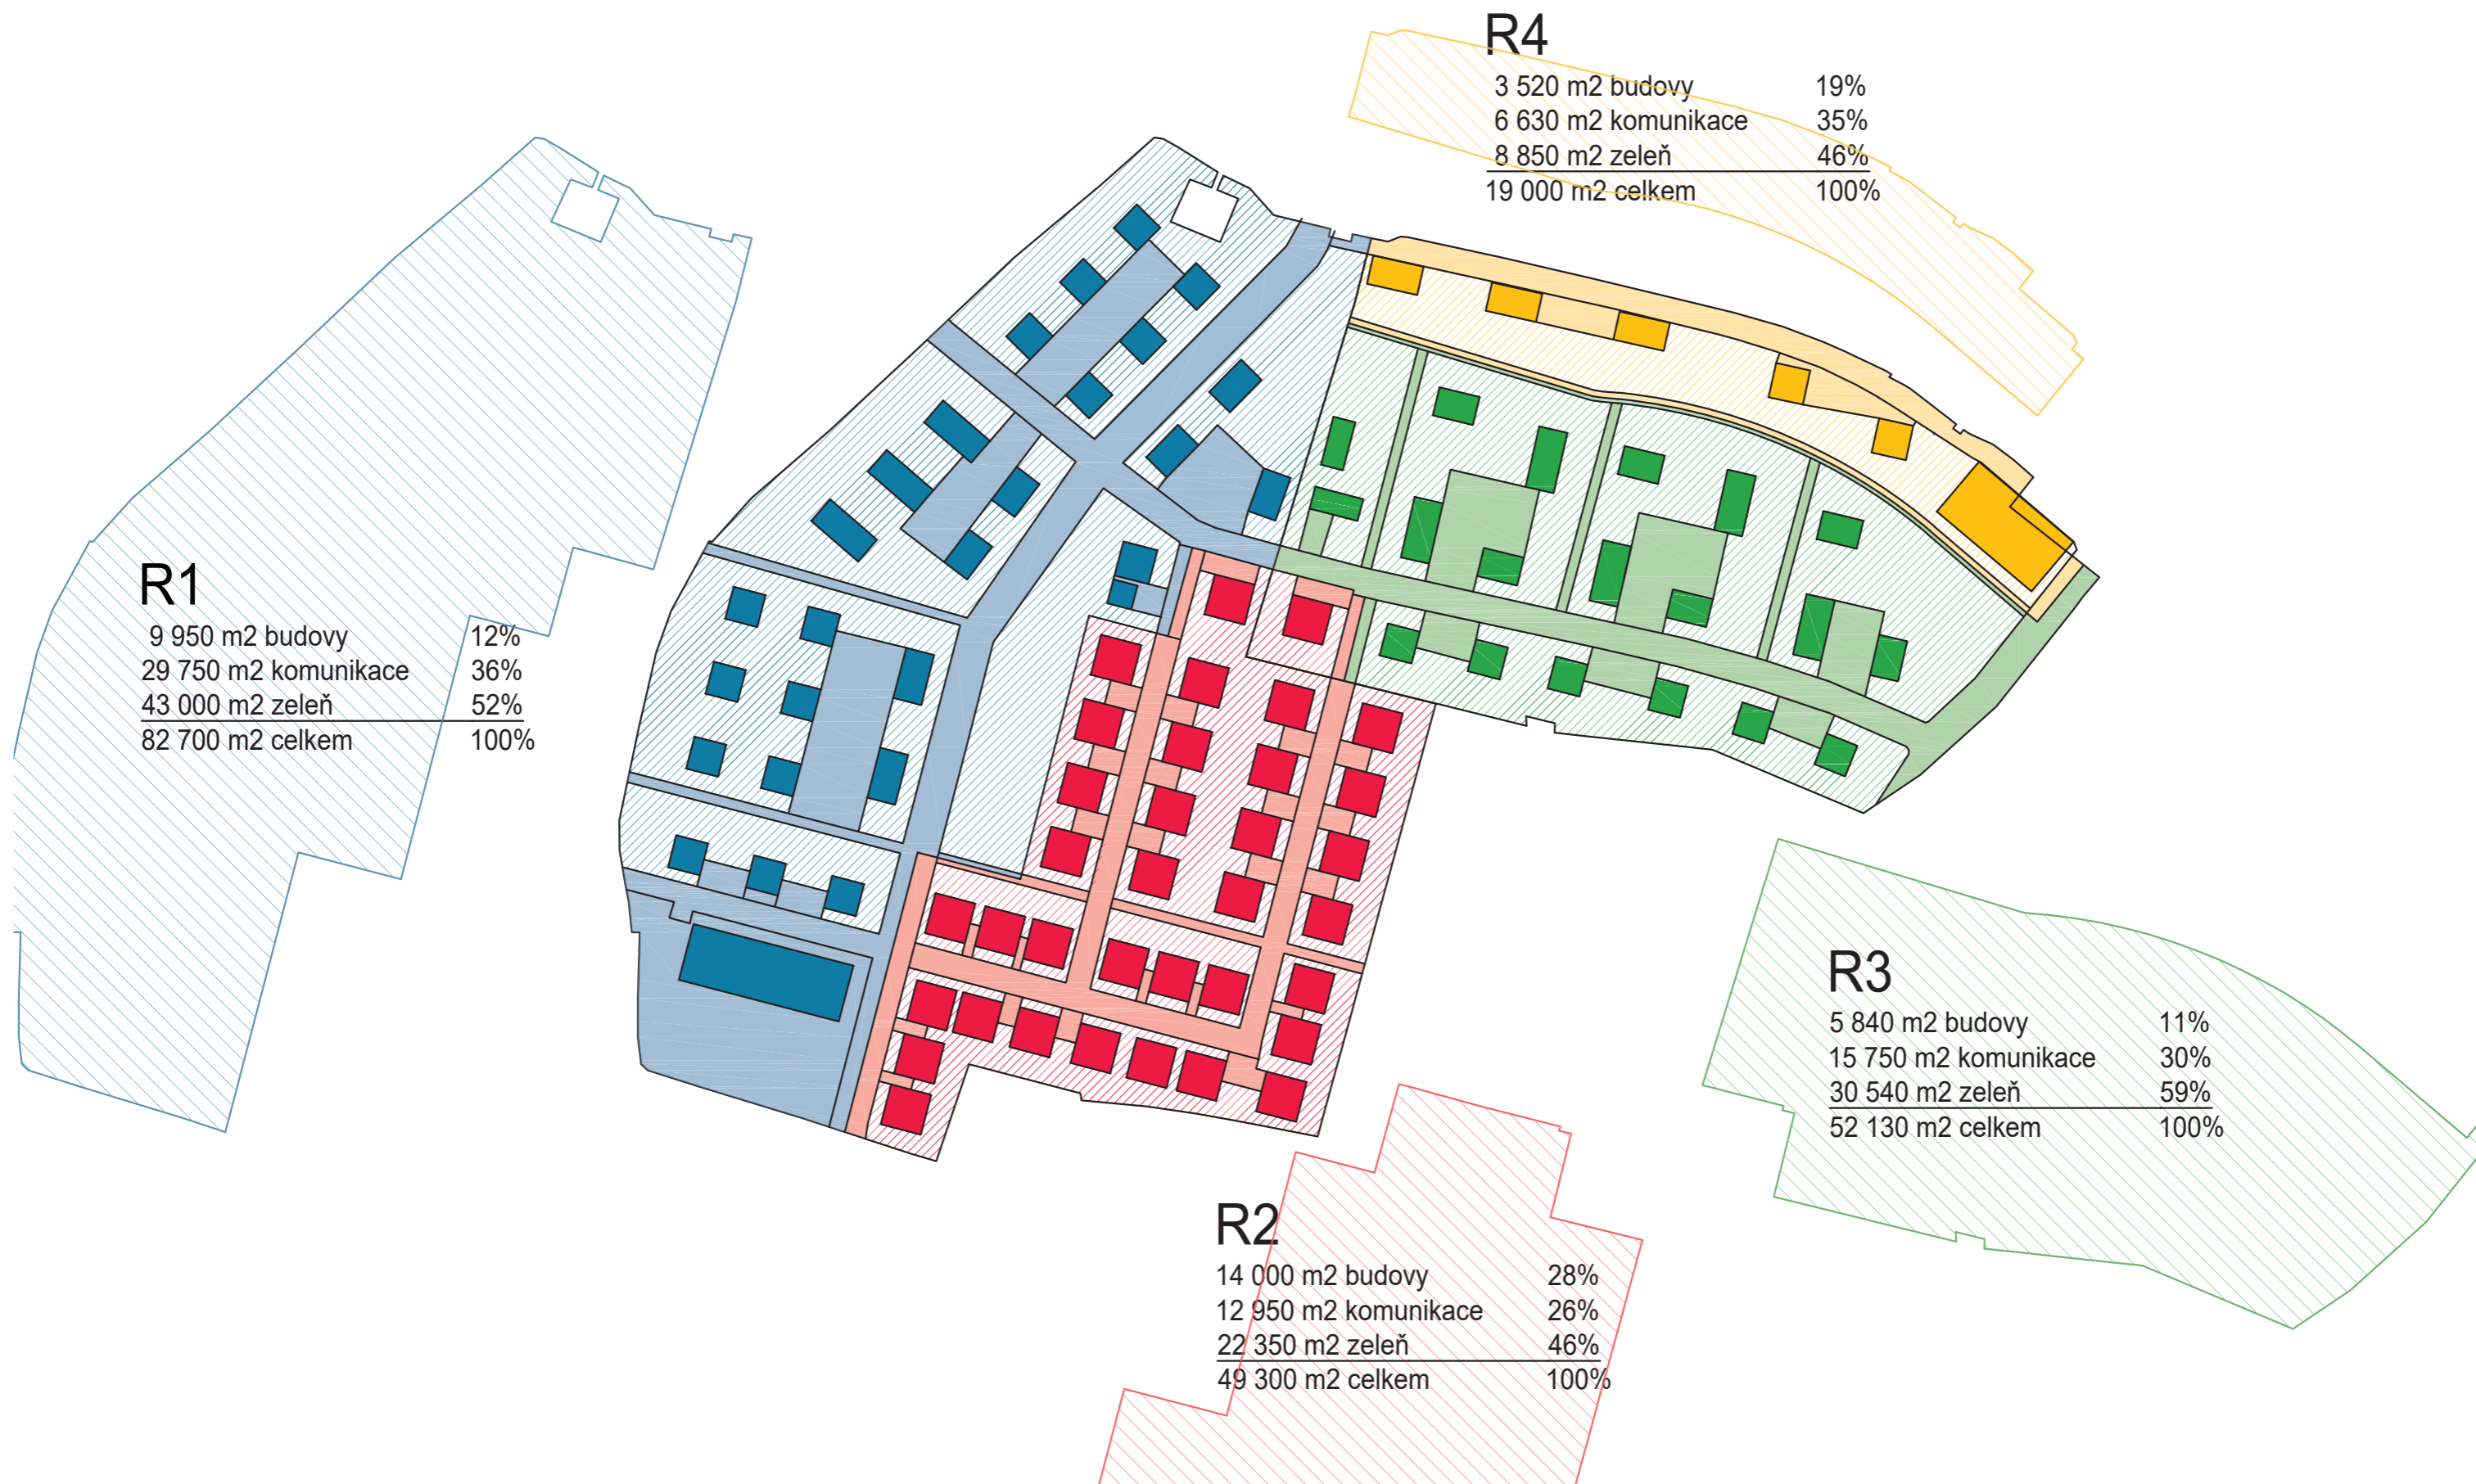 R4
3 520 m2 budovy 19%
6 630 m2 komunikace 35%
8 850 m2 zeleň 46%
19 000 m2 celkem 100%
R1
9 950 m2 budovy 12%
29 750 m2 komunikace 36%
43 000 m2 zeleň 52%
82 700 m2 celkem 100%
R3
5 840 m2 budovy 11%
15 750 m2 komunikace 30%
30 540 m2 zeleň 59%
52 130 m2 celkem 100%
R2
14 000 m2 budovy 28%
12 950 m2 komunikace 26%
22 350 m2 zeleň 46%
49 300 m2 celkem 100%